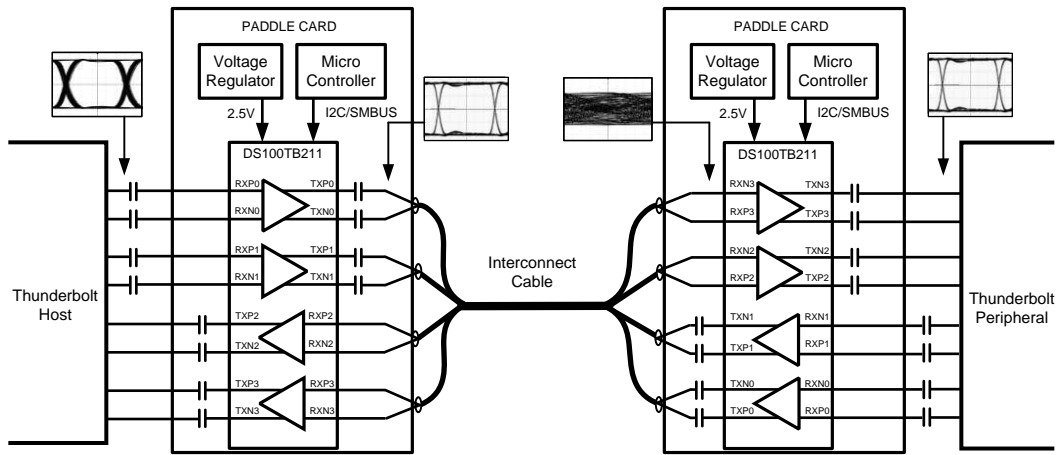 PADDLE CARD
Voltage
Regulator
Micro
Controller
2.5V
I2C/SMBUS
DS100TB211
RXP0
TXP0
RXN0
TXN0
RXP1
TXP1
RXN1
TXN1
TXP2
RXP2
TXN2
RXN2
TXP3
RXP3
TXN3
RXN3
Thunderbolt
Host
Interconnect
Cable
PADDLE CARD
Voltage
Regulator
Micro
Controller
2.5V
I2C/SMBUS
DS100TB211
RXN3
TXN3
RXP3
TXP3
RXN2
TXN2
RXP2
TXP2
TXN1
RXN1
TXP1
RXP1
TXN0
RXN0
TXP0
RXP0
Thunderbolt
Peripheral